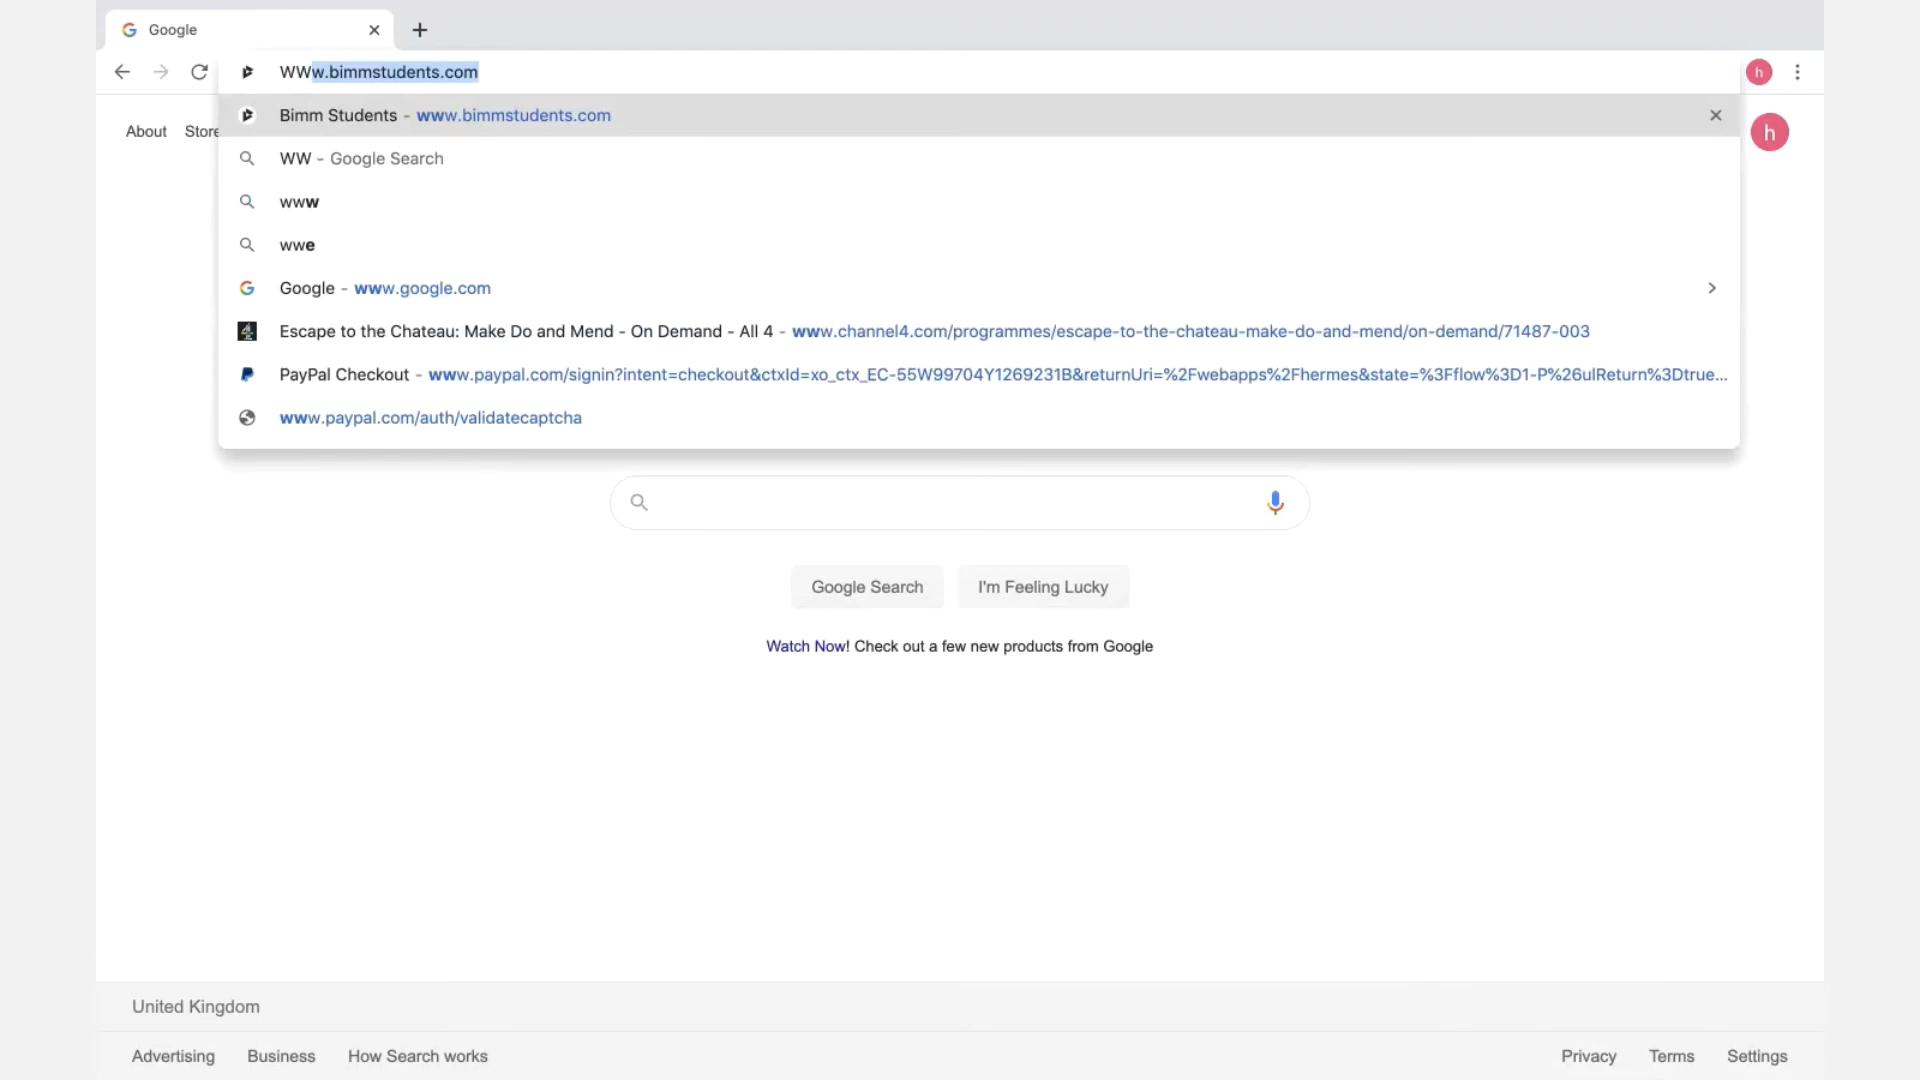 Google
WWw.bimmstudents.com
h
Bimm Students - www.bimmstudents.com
About Store
h
WW - Google Search
www
wwe
Google - www.google.com
Escape to the Chateau: Make Do and Mend - On Demand - All 4 - www.channel4.com/programmes/escape-to-the-chateau-make-do-and-mend/on-demand/71487-003
PayPal Checkout - www.paypal.com/signin?intent=checkout&ctxId=xo_ctx_EC-55W99704Y1269231B&returnUri=%2Fwebapps%2Fhermes&state=%3Fflow%3D1-P%26ulReturn%3Dtrue...
www.paypal.com/auth/validatecaptcha
Google Search I'm Feeling Lucky
Watch Now! Check out a few new products from Google
United Kingdom
Advertising Business How Search works Privacy Terms Settings